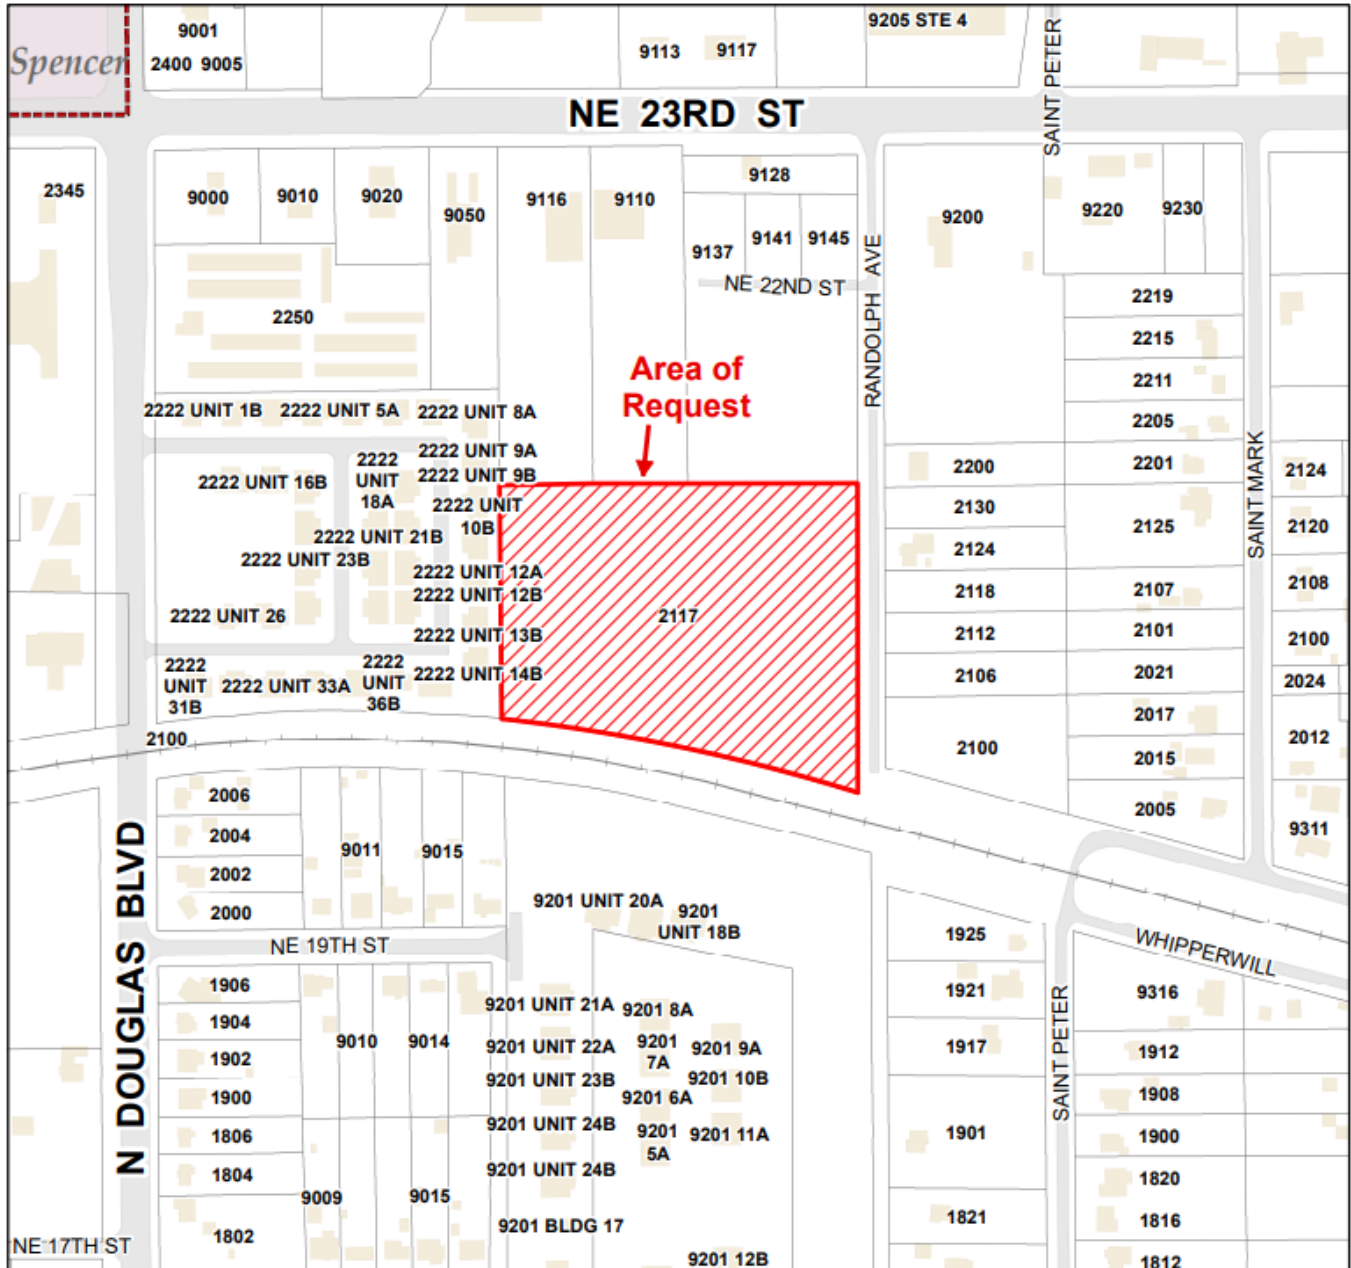 9205 STE 4
9001
Spencer
2400 9005
9113 9117
SAINT PETER
NE 23RD ST
2345
9000
9010
9020
9050
9116
9110
9128
9137
9141
9145
NE 22ND ST
RANDOLPH AVE
9200
9220
9230
2250
2219
2215
2211
2205
2201
2125
2107
2101
2021
2017
2015
2005
SAINT MARK
2124
2120
2108
2100
2024
2012
9311
Area of
Request
2222 UNIT 1B
2222 UNIT 5A
2222 UNIT 8A
2222 UNIT 9A
2222 UNIT 9B
2222 UNIT 16B
2222
UNIT
18A
2222 UNIT
10B
2222 UNIT 21B
2222 UNIT 23B
2222 UNIT 12A
2222 UNIT 12B
2222 UNIT 26
2222 UNIT 13B
2222
UNIT
31B
2222 UNIT 33A
2222
UNIT
36B
2222 UNIT 14B
2117
2200
2130
2124
2118
2112
2106
2100
2100
N DOUGLAS BLVD
2006
2004
2002
2000
9011
9015
NE 19TH ST
1906
1904
1902
1900
1806
1804
1802
9010
9014
9009
9015
NE 17TH ST
9201 UNIT 20A
9201
UNIT 18B
9201 UNIT 21A
9201 8A
9201 UNIT 22A
9201
7A
9201 9A
9201 UNIT 23B
9201 10B
9201 6A
9201 UNIT 24B
9201
5A
9201 11A
9201 UNIT 24B
9201 BLDG 17
9201 12B
1925
1921
1917
1901
1821
SAINT PETER
WHIPPERWILL
9316
1912
1908
1900
1820
1816
1812